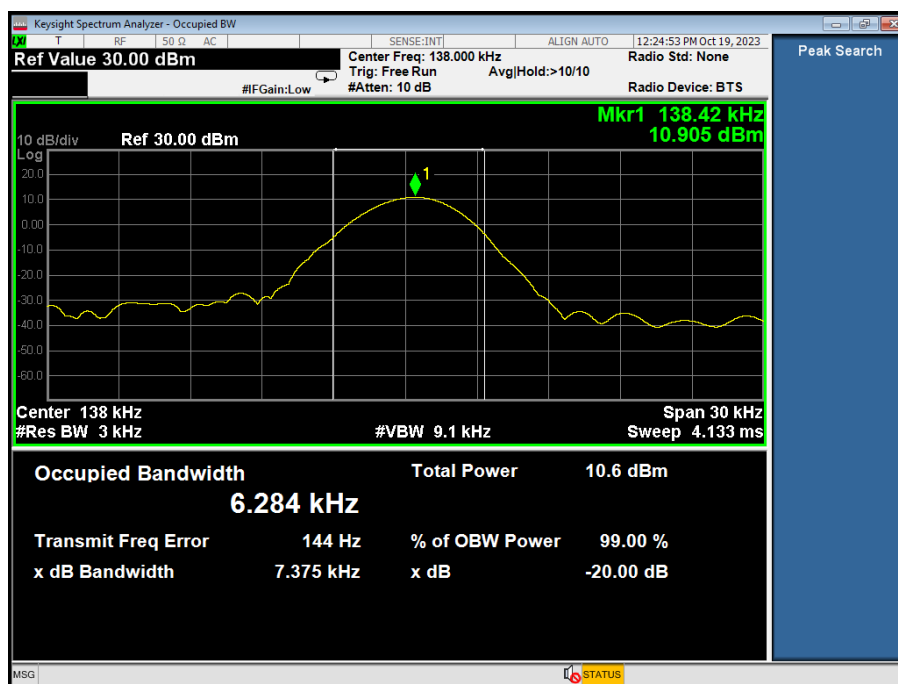 Keysight Spectrum Analyzer - Occupied BW
LXI T RF 50 Ω AC SENSE:INT ALIGN AUTO 12:24:53 PM Oct 19, 2023
Ref Value 30.00 dBm Center Freq: 138.000 kHz Radio Std: None
Trig: Free Run Avg|Hold:>10/10
#IFGain:Low #Atten: 10 dB Radio Device: BTS
Peak Search
Mkr1 138.42 kHz
10 dB/div Ref 30.00 dBm 10.905 dBm
Log
20.0
1
10.0
0.00
-10.0
-20.0
-30.0
-40.0
-50.0
-60.0
Center 138 kHz Span 30 kHz
#Res BW 3 kHz #VBW 9.1 kHz Sweep 4.133 ms
Occupied Bandwidth Total Power 10.6 dBm
6.284 kHz
Transmit Freq Error 144 Hz % of OBW Power 99.00 %
x dB Bandwidth 7.375 kHz x dB -20.00 dB
MSG STATUS